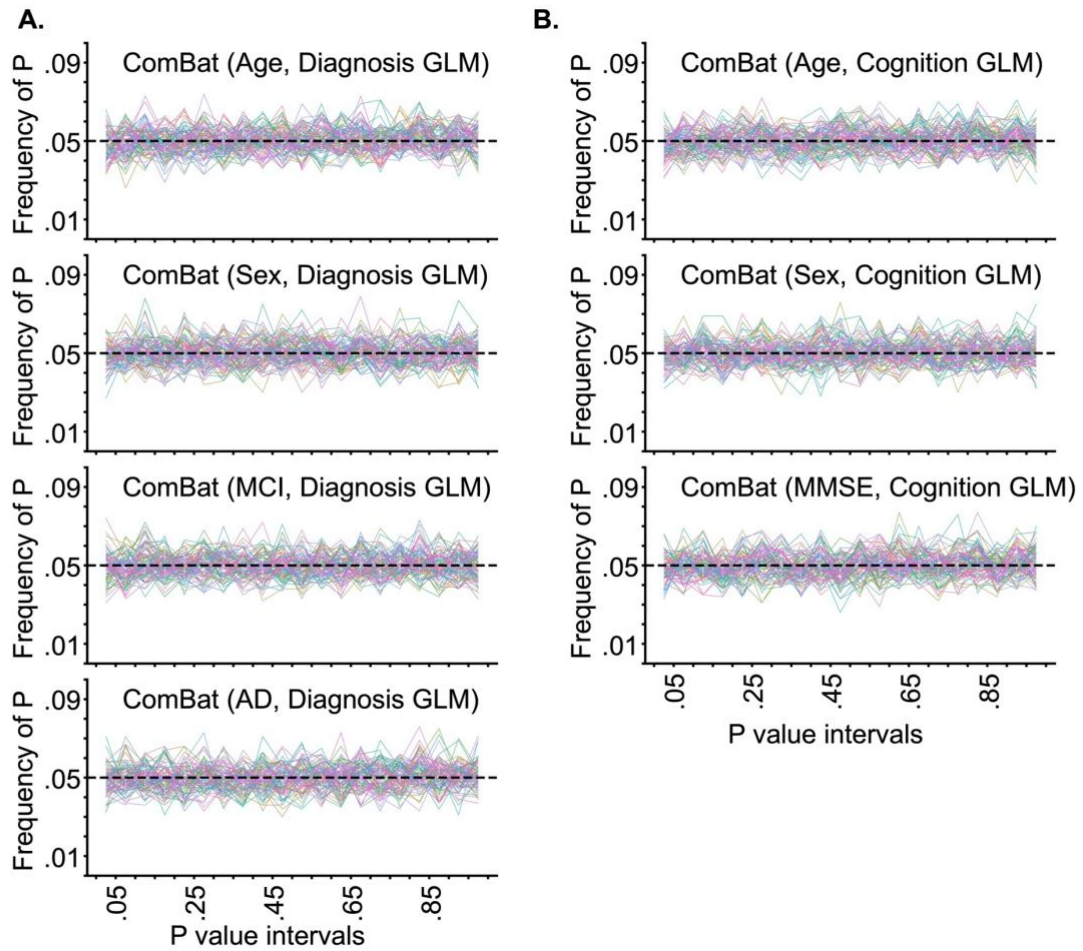 A.
Frequency of P
.09
.05
.01
ComBat (Age, Diagnosis GLM)
Frequency of P
.09
.05
.01
ComBat (Sex, Diagnosis GLM)
Frequency of P
.09
.05
.01
ComBat (MCI, Diagnosis GLM)
Frequency of P
.09
.05
.01
ComBat (AD, Diagnosis GLM)
.05 .25 .45 .65 .85
P value intervals
B.
Frequency of P
.09
.05
.01
ComBat (Age, Cognition GLM)
Frequency of P
.09
.05
.01
ComBat (Sex, Cognition GLM)
Frequency of P
.09
.05
.01
ComBat (MMSE, Cognition GLM)
.05 .25 .45 .65 .85
P value intervals